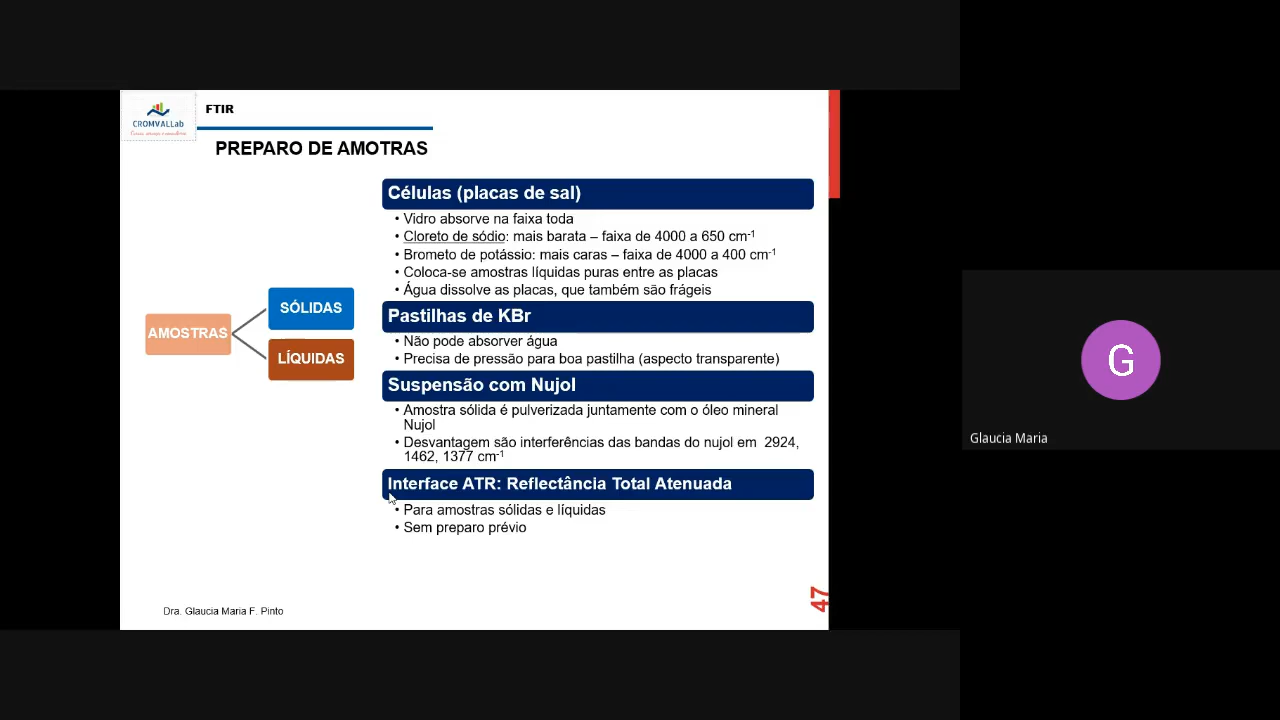 CROMVALLab
FTIR
PREPARO DE AMOTRAS
AMOSTRAS
SÓLIDAS
LÍQUIDAS
Células (placas de sal)
• Vidro absorve na faixa toda
• Cloreto de sódio: mais barata – faixa de 4000 a 650 cm⁻¹
• Brometo de potássio: mais caras – faixa de 4000 a 400 cm⁻¹
• Coloca-se amostras líquidas puras entre as placas
• Água dissolve as placas, que também são frágeis
Pastilhas de KBr
• Não pode absorver água
• Precisa de pressão para boa pastilha (aspecto transparente)
Suspensão com Nujol
• Amostra sólida é pulverizada juntamente com o óleo mineral
Nujol
• Desvantagem são interferências das bandas do nujol em 2924,
1462, 1377 cm⁻¹
Interface ATR: Reflectância Total Atenuada
• Para amostras sólidas e líquidas
• Sem preparo prévio
Dra. Glaucia Maria F. Pinto
47
G
Glaucia Maria